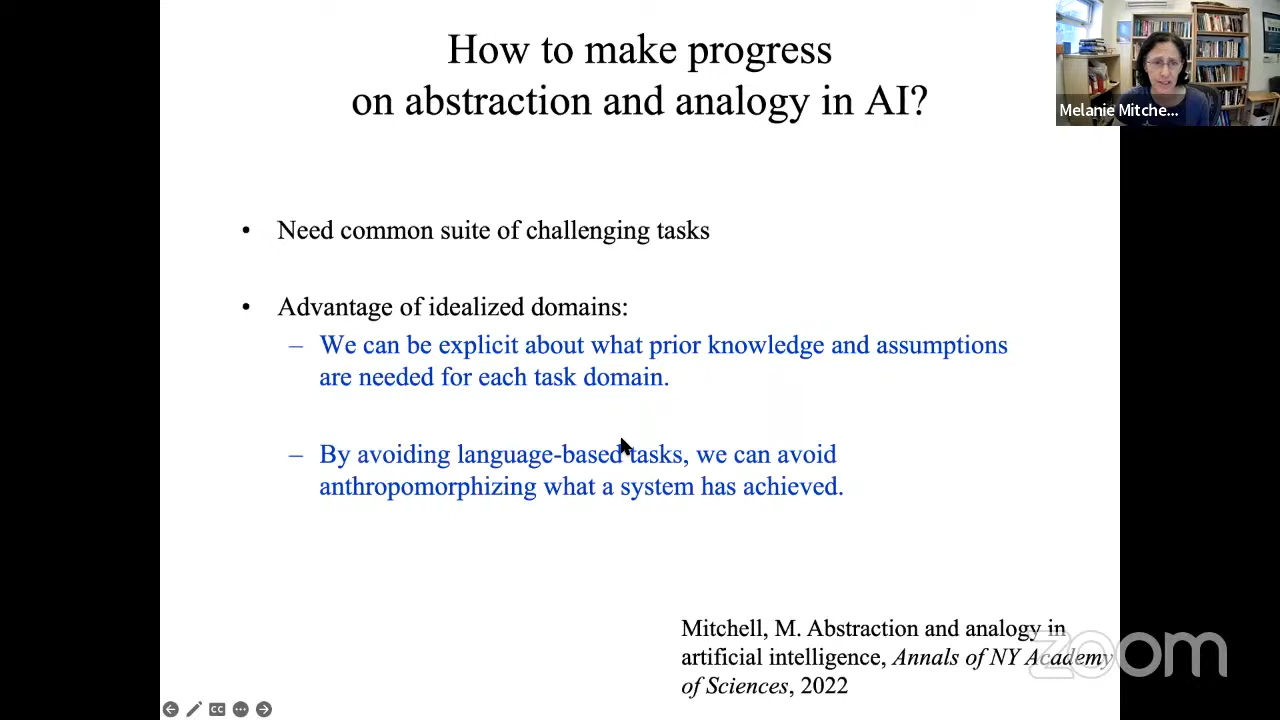 How to make progress
on abstraction and analogy in AI?
Melanie Mitche...
• Need common suite of challenging tasks
• Advantage of idealized domains:
– We can be explicit about what prior knowledge and assumptions
are needed for each task domain.
– By avoiding language-based tasks, we can avoid
anthropomorphizing what a system has achieved.
Mitchell, M. Abstraction and analogy in
artificial intelligence, Annals of NY Academy
of Sciences, 2022
zoom
CC